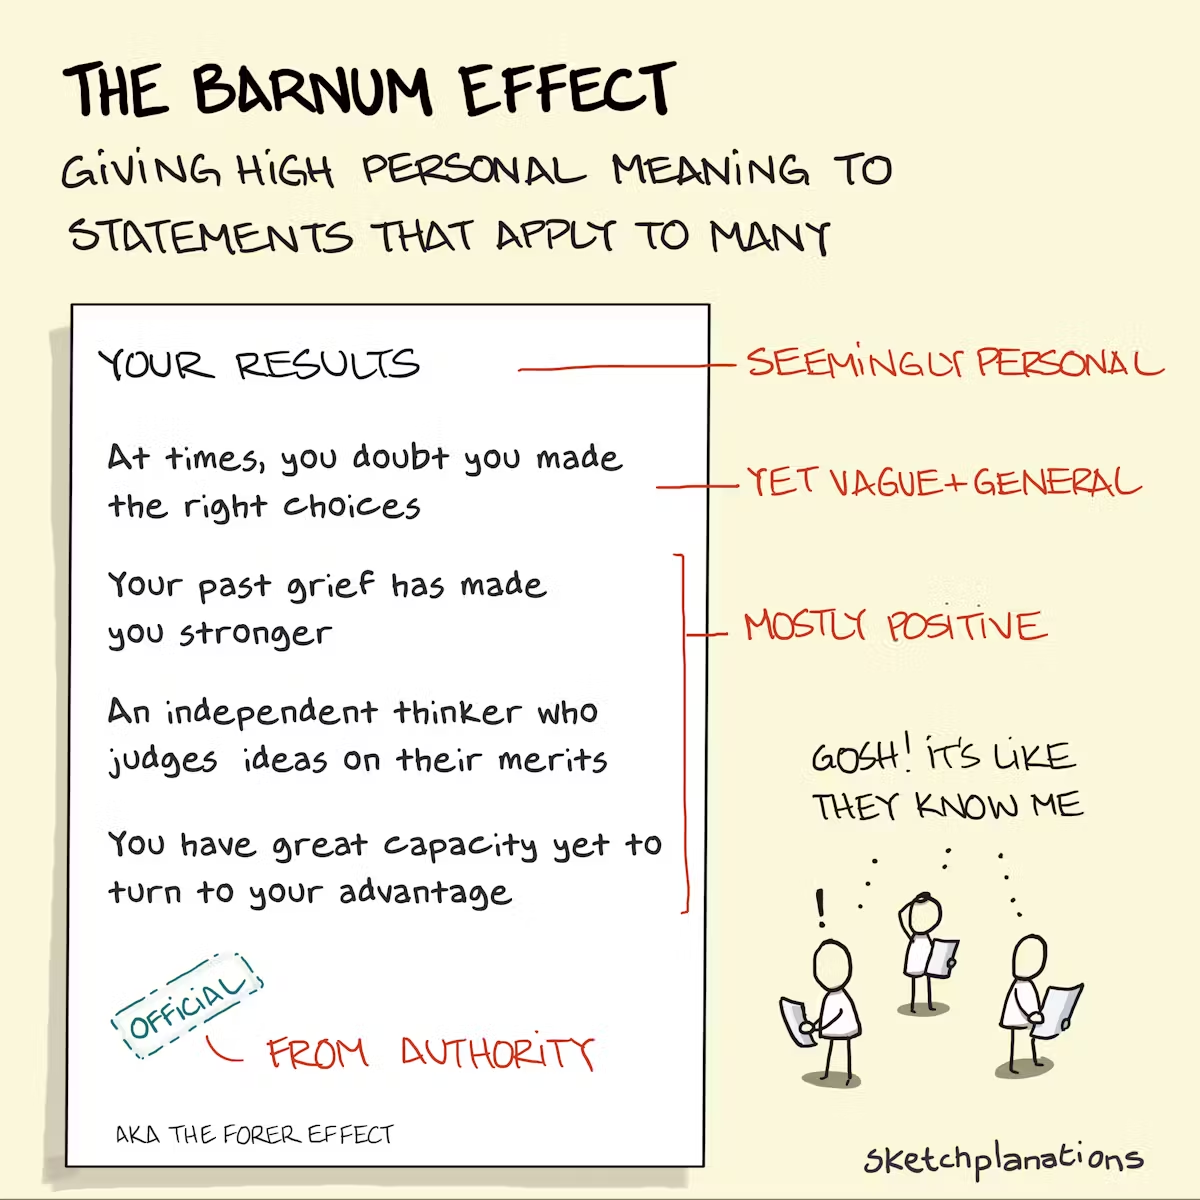 THE BARNUM EFFECT
GIVING HIGH PERSONAL MEANING TO
STATEMENTS THAT APPLY TO MANY
YOUR RESULTS
SEEMINGLY PERSONAL
At times, you doubt you made
the right choices
YET VAGUE + GENERAL
Your past grief has made
you stronger
MOSTLY POSITIVE
An independent thinker who
judges ideas on their merits
You have great capacity yet to
turn to your advantage
GOSH! IT'S LIKE
THEY KNOW ME
!
OFFICIAL
FROM AUTHORITY
AKA THE FORER EFFECT
sketchplanations